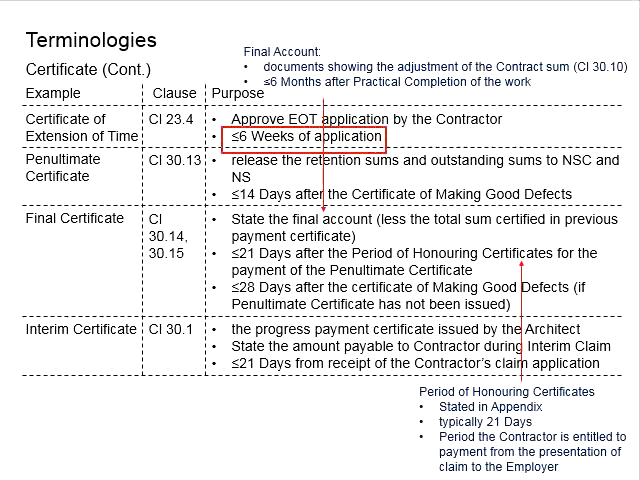 Terminologies
Final Account:
• documents showing the adjustment of the Contract sum (Cl 30.10)
• ≤6 Months after Practical Completion of the work
Certificate (Cont.)
Example Clause Purpose
Certificate of Extension of Time Cl 23.4
• Approve EOT application by the Contractor
• ≤6 Weeks of application
Penultimate Certificate Cl 30.13
• release the retention sums and outstanding sums to NSC and
NS
• ≤14 Days after the Certificate of Making Good Defects
Final Certificate Cl 30.14, 30.15
• State the final account (less the total sum certified in previous
payment certificate)
• ≤21 Days after the Period of Honouring Certificates for the
payment of the Penultimate Certificate
• ≤28 Days after the certificate of Making Good Defects (if
Penultimate Certificate has not been issued)
Interim Certificate Cl 30.1
• the progress payment certificate issued by the Architect
• State the amount payable to Contractor during Interim Claim
• ≤21 Days from receipt of the Contractor's claim application
Period of Honouring Certificates
• Stated in Appendix
• typically 21 Days
• Period the Contractor is entitled to
payment from the presentation of
claim to the Employer